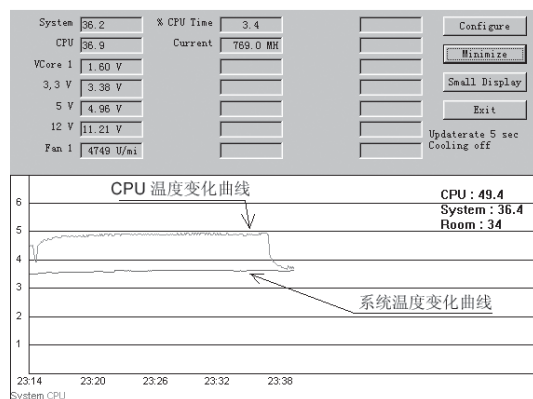 System 36.2 % CPU Time 3.4 Configure
CPU 36.9 Current 769.0 MH Minimize
VCore 1 1.60 V
3,3 V 3.38 V Small Display
5 V 4.96 V Exit
12 V 11.21 V Updaterate 5 sec
Fan 1 4749 U/mi Cooling off
CPU 温度变化曲线
CPU : 49.4
System : 36.4
Room : 34
6
5
4
3
系统温度变化曲线
2
1
23:14 23:20 23:26 23:32 23:38
System CPU